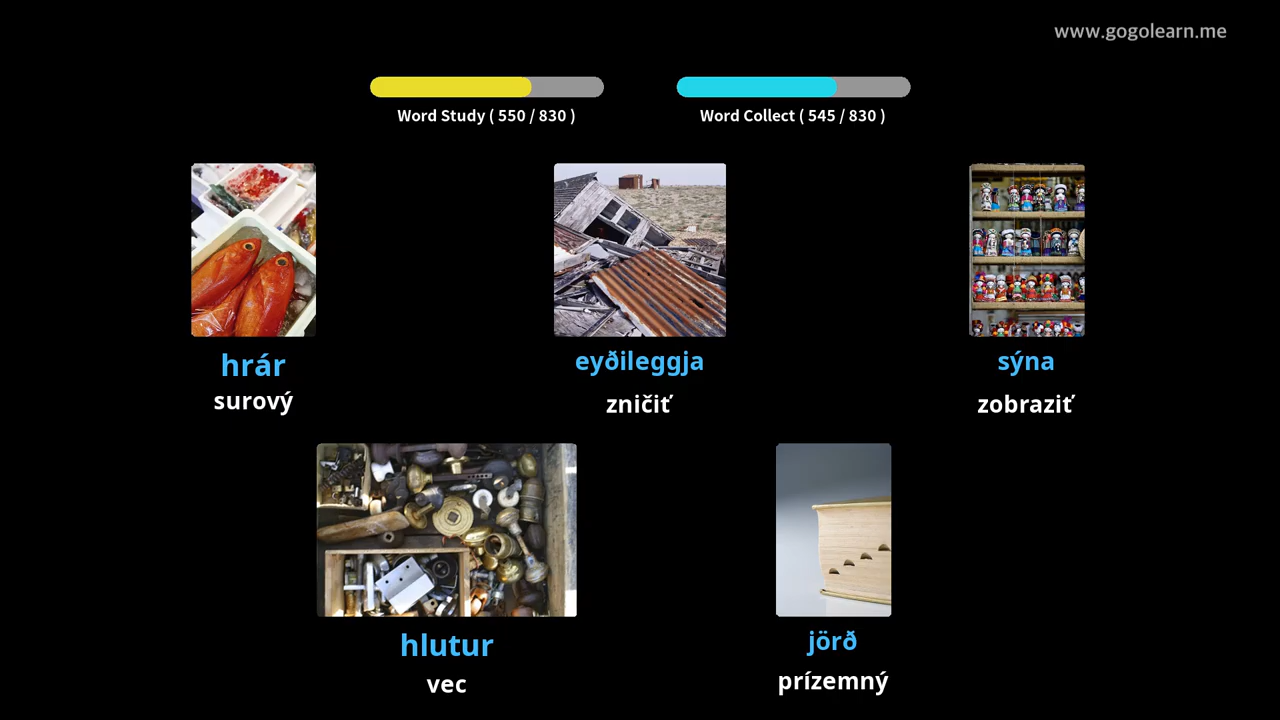 www.gogolearn.me
Word Study ( 550 / 830 )
Word Collect ( 545 / 830 )
hrár
surový
eyðileggja
zničiť
sýna
zobraziť
hlutur
vec
jörð
prízemný